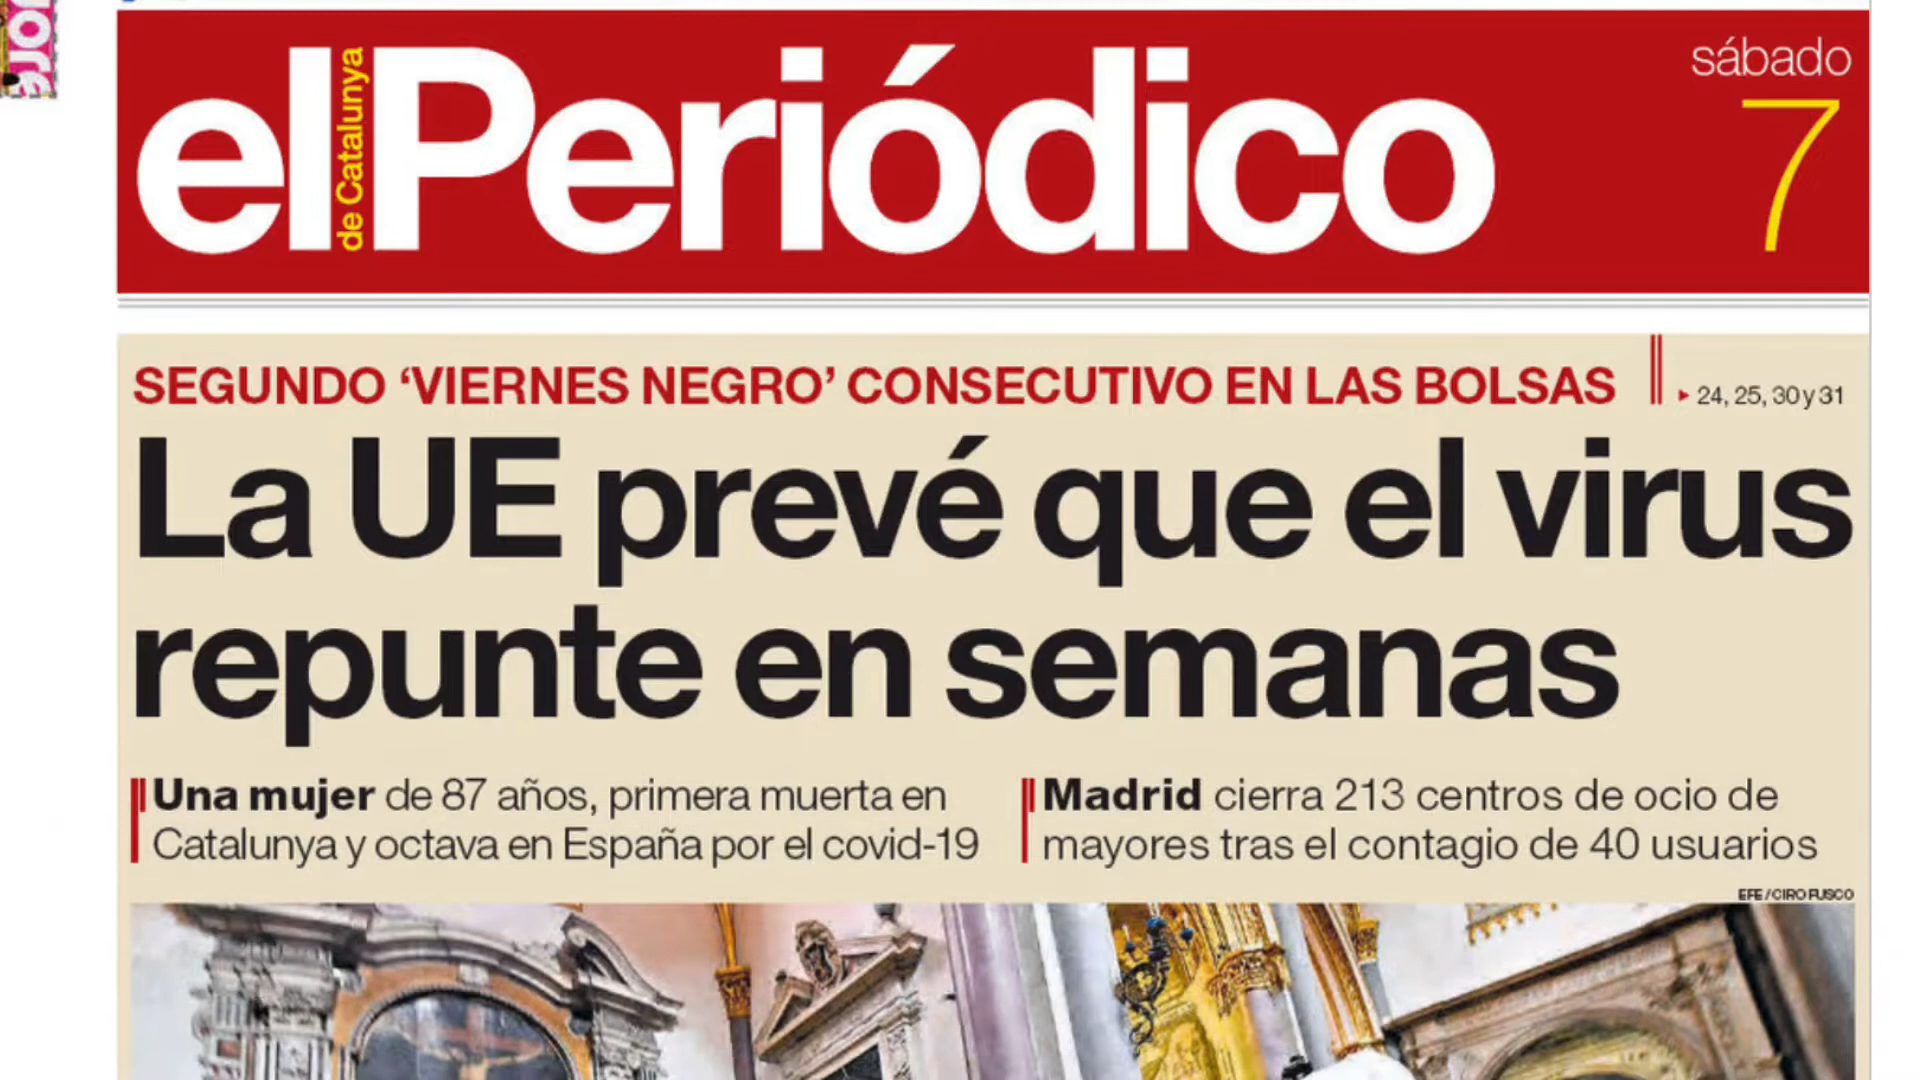 el de Catalunya Periódico
sábado
7
SEGUNDO ‘VIERNES NEGRO’ CONSECUTIVO EN LAS BOLSAS
24, 25, 30 y 31
La UE prevé que el virus
repunte en semanas
Una mujer de 87 años, primera muerta en
Catalunya y octava en España por el covid-19
Madrid cierra 213 centros de ocio de
mayores tras el contagio de 40 usuarios
EFE / CIRO FUSCO